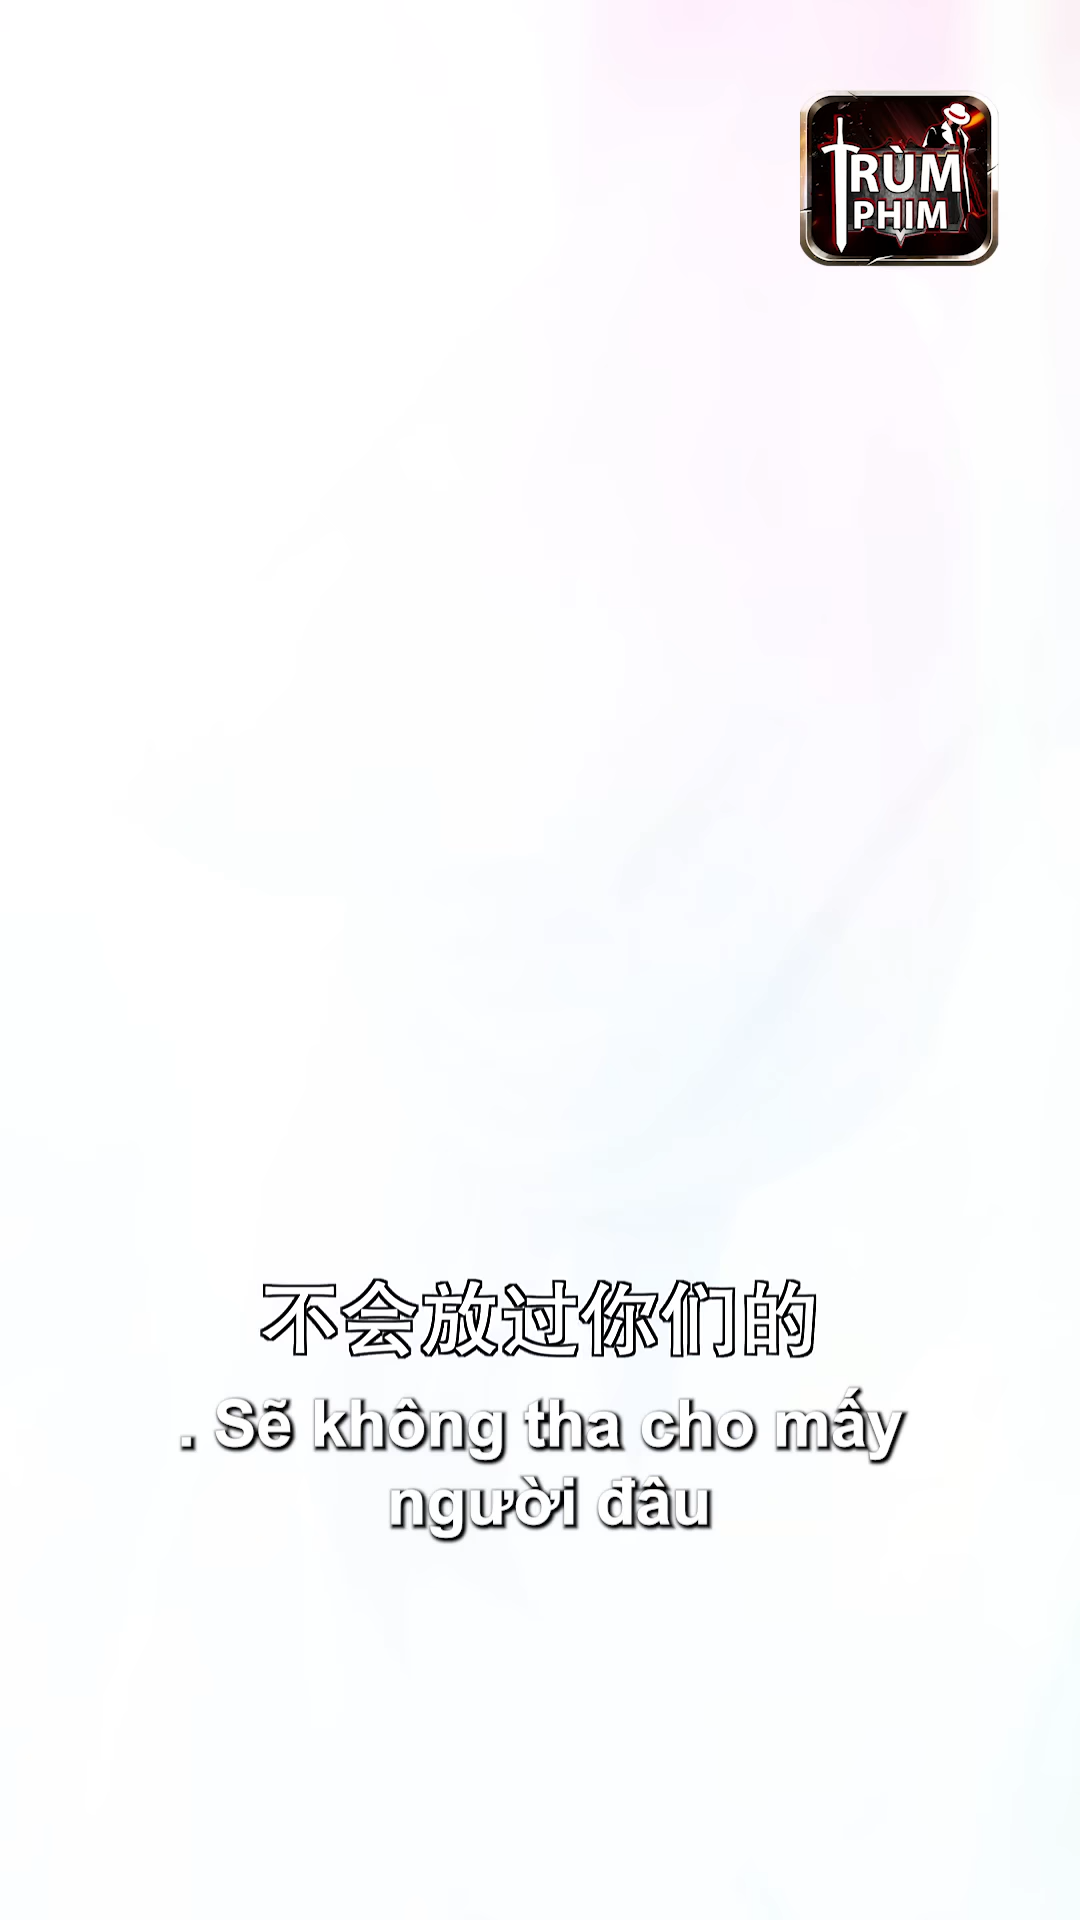 TRÙM
PHIM
不会放过你们的
. Sẽ không tha cho mấy
người đâu